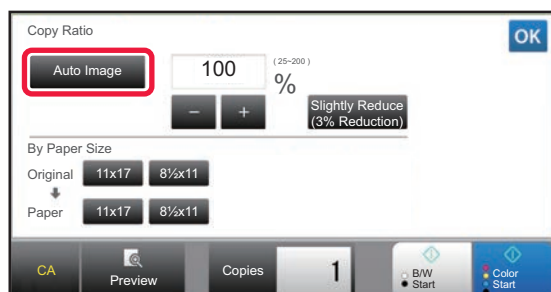 Copy Ratio
OK
Auto Image
100
( 25~200 )
%
－ ＋
Slightly Reduce
(3% Reduction)
By Paper Size
Original 11x17 8½x11
Paper 11x17 8½x11
CA
Preview
Copies 1
B/W
Start
Color
Start